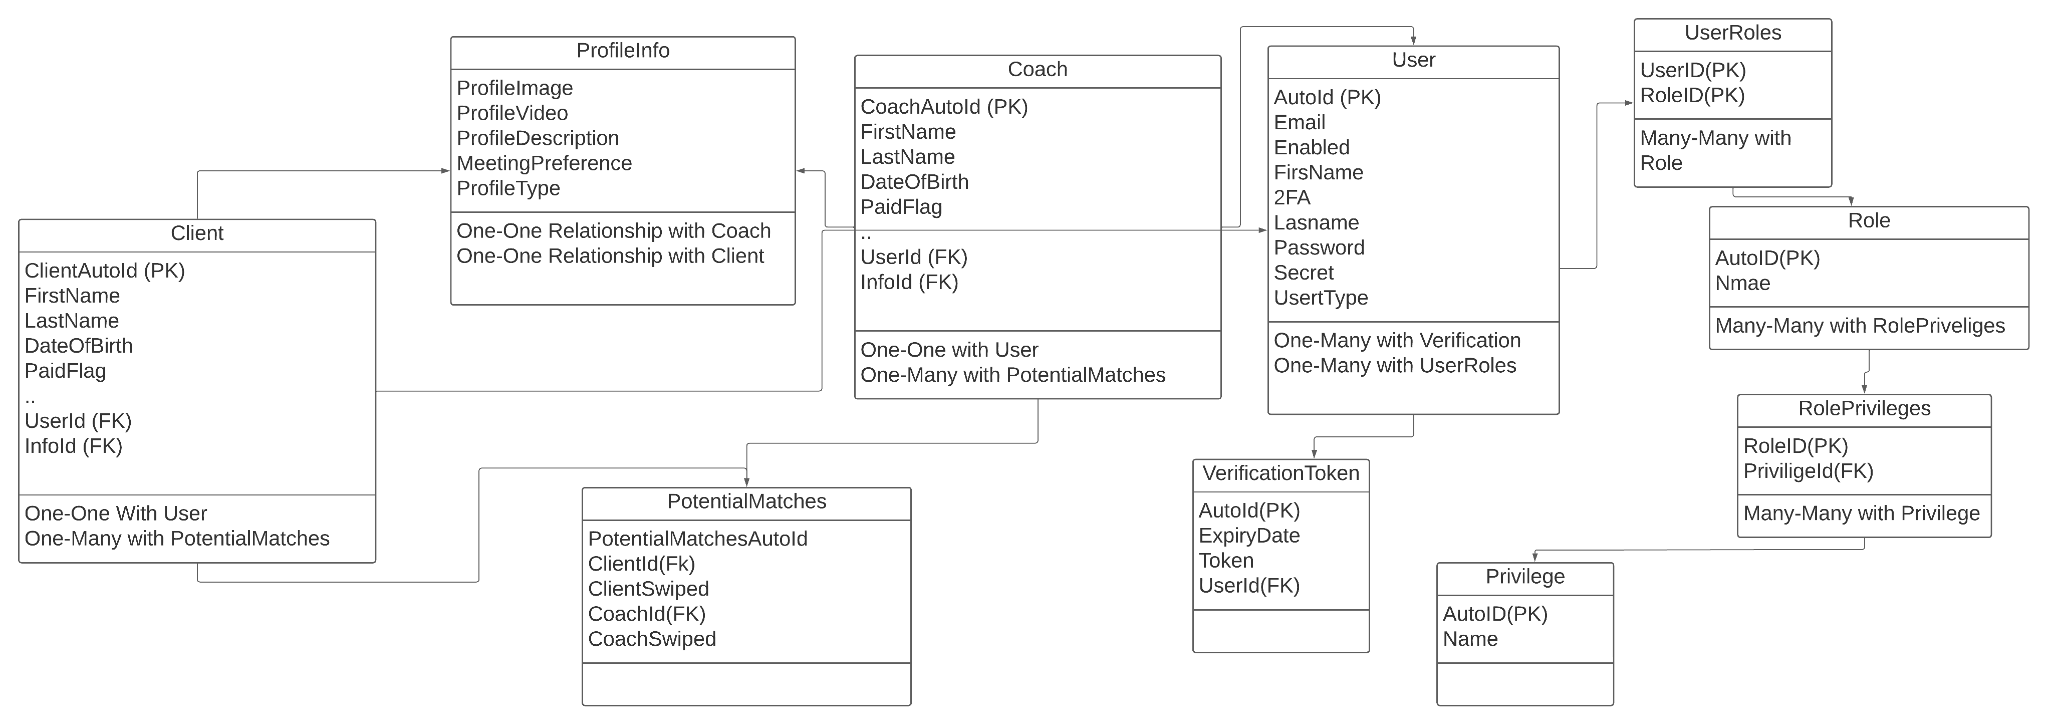 ProfileInfo
ProfileImage
ProfileVideo
ProfileDescription
MeetingPreference
ProfileType
One-One Relationship with Coach
One-One Relationship with Client
Coach
CoachAutoId (PK)
FirstName
LastName
DateOfBirth
PaidFlag
..
UserId (FK)
InfoId (FK)
One-One with User
One-Many with PotentialMatches
User
AutoId (PK)
Email
Enabled
FirsName
2FA
Lasname
Password
Secret
UsertType
One-Many with Verification
One-Many with UserRoles
UserRoles
UserID(PK)
RoleID(PK)
Many-Many with
Role
Role
AutoID(PK)
Nmae
Many-Many with RolePriveliges
Client
ClientAutoId (PK)
FirstName
LastName
DateOfBirth
PaidFlag
..
UserId (FK)
InfoId (FK)
One-One With User
One-Many with PotentialMatches
PotentialMatches
PotentialMatchesAutoId
ClientId(Fk)
ClientSwiped
CoachId(FK)
CoachSwiped
VerificationToken
AutoId(PK)
ExpiryDate
Token
UserId(FK)
RolePrivileges
RoleID(PK)
PriviligeId(FK)
Many-Many with Privilege
Privilege
AutoID(PK)
Name